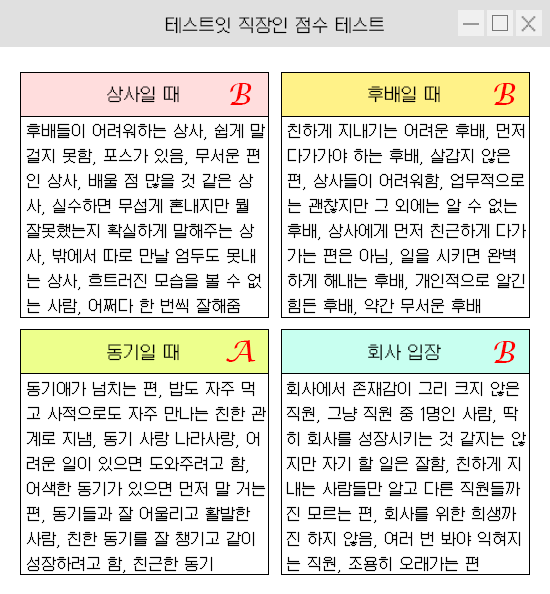 테스트잇 직장인 점수 테스트
상사일 때 B
후배들이 어려워하는 상사, 쉽게 말
걸지 못함, 포스가 있음, 무서운 편
인 상사, 배울 점 많을 것 같은 상
사, 실수하면 무섭게 혼내지만 뭘
잘못했는지 확실하게 말해주는 상
사, 밖에서 따로 만날 엄두도 못내
는 상사, 흐트러진 모습을 볼 수 없
는 사람, 어쩌다 한 번씩 잘해줌
후배일 때 B
친하게 지내기는 어려운 후배, 먼저
다가가야 하는 후배, 살갑지 않은
편, 상사들이 어려워함, 업무적으로
는 괜찮지만 그 외에는 알 수 없는
후배, 상사에게 먼저 친근하게 다가
가는 편은 아님, 일을 시키면 완벽
하게 해내는 후배, 개인적으로 알긴
힘든 후배, 약간 무서운 후배
동기일 때 A
동기애가 넘치는 편, 밥도 자주 먹
고 사적으로도 자주 만나는 친한 관
계로 지냄, 동기 사랑 나라사랑, 어
려운 일이 있으면 도와주려고 함,
어색한 동기가 있으면 먼저 말 거는
편, 동기들과 잘 어울리고 활발한
사람, 친한 동기를 잘 챙기고 같이
성장하려고 함, 친근한 동기
회사 입장 B
회사에서 존재감이 그리 크지 않은
직원, 그냥 직원 중 1명인 사람, 딱
히 회사를 성장시키는 것 같지는 않
지만 자기 할 일은 잘함, 친하게 지
내는 사람들만 알고 다른 직원들까
진 모르는 편, 회사를 위한 희생까
진 하지 않음, 여러 번 봐야 익혀지
는 직원, 조용히 오래가는 편